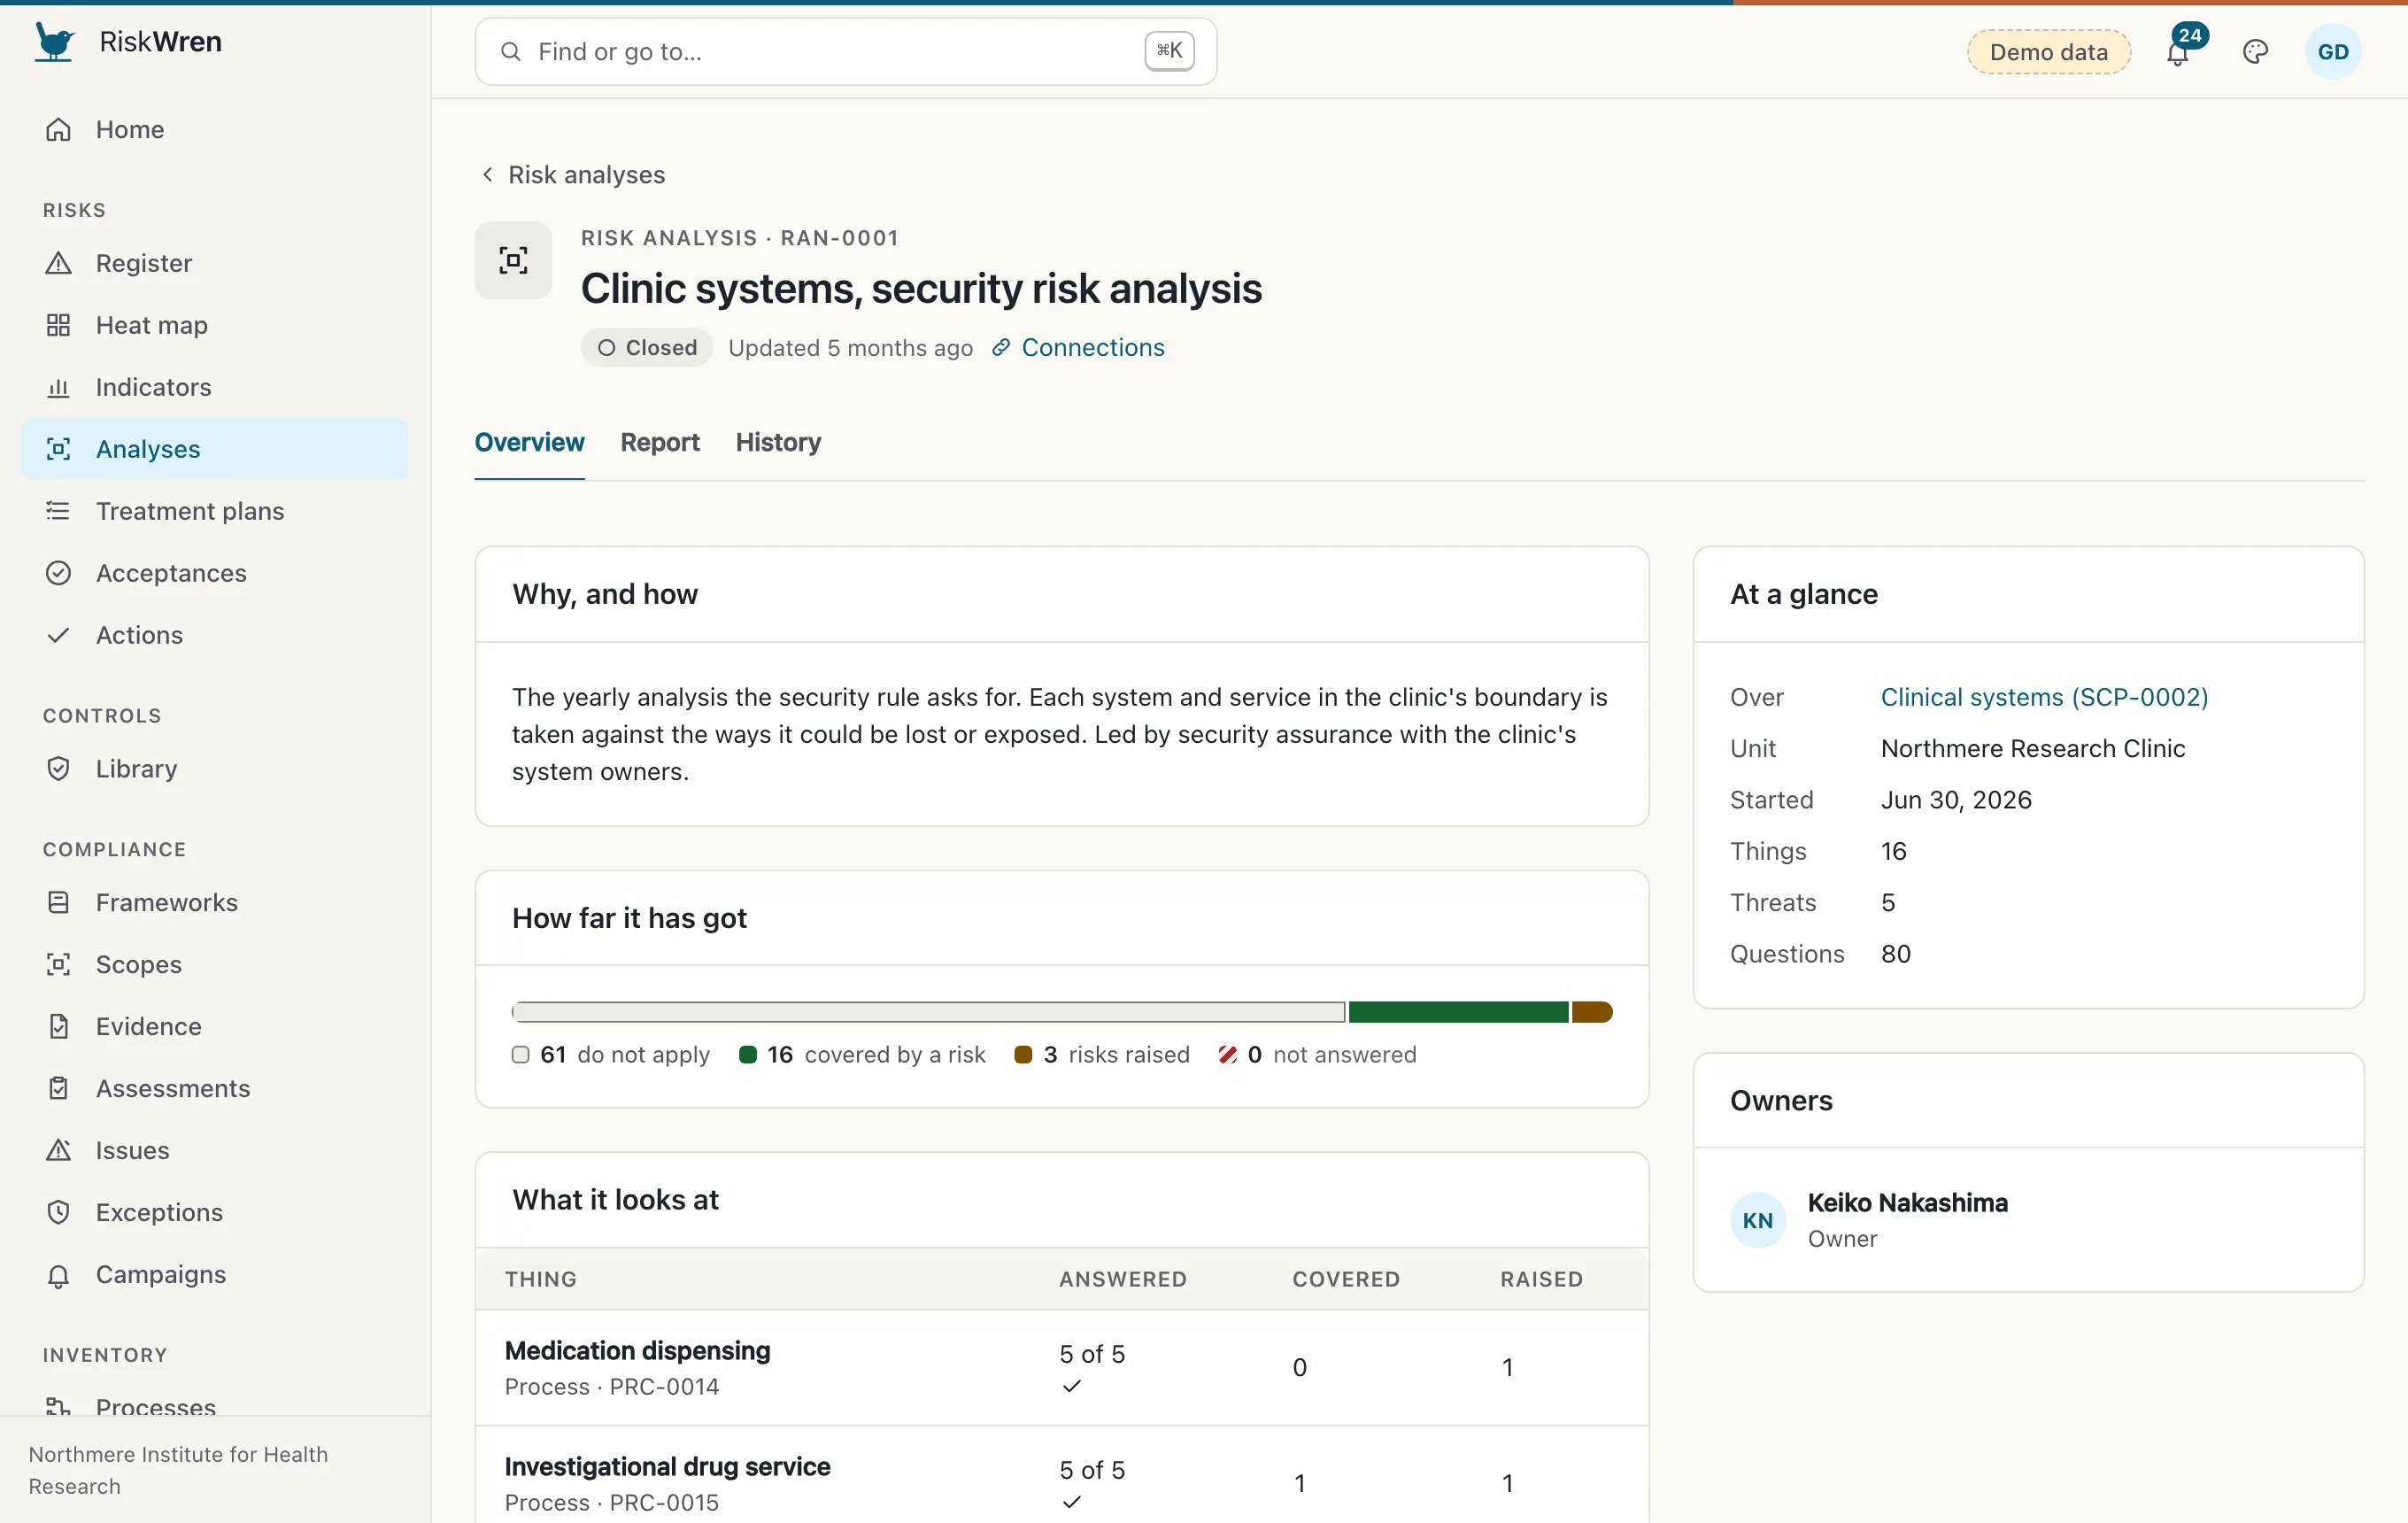 RiskWren
Find or go to...
⌘K
Demo data
24
GD
Home
RISKS
Register
Heat map
Indicators
Analyses
Treatment plans
Acceptances
Actions
CONTROLS
Library
COMPLIANCE
Frameworks
Scopes
Evidence
Assessments
Issues
Exceptions
Campaigns
INVENTORY
Processes
Northmere Institute for Health
Research
Risk analyses
RISK ANALYSIS · RAN-0001
Clinic systems, security risk analysis
Closed Updated 5 months ago Connections
Overview Report History
Why, and how
The yearly analysis the security rule asks for. Each system and service in the clinic's boundary is
taken against the ways it could be lost or exposed. Led by security assurance with the clinic's
system owners.
How far it has got
61 do not apply 16 covered by a risk 3 risks raised 0 not answered
What it looks at
THING ANSWERED COVERED RAISED
Medication dispensing 5 of 5 0 1
Process · PRC-0014
Investigational drug service 5 of 5 1 1
Process · PRC-0015
At a glance
Over Clinical systems (SCP-0002)
Unit Northmere Research Clinic
Started Jun 30, 2026
Things 16
Threats 5
Questions 80
Owners
KN
Keiko Nakashima
Owner